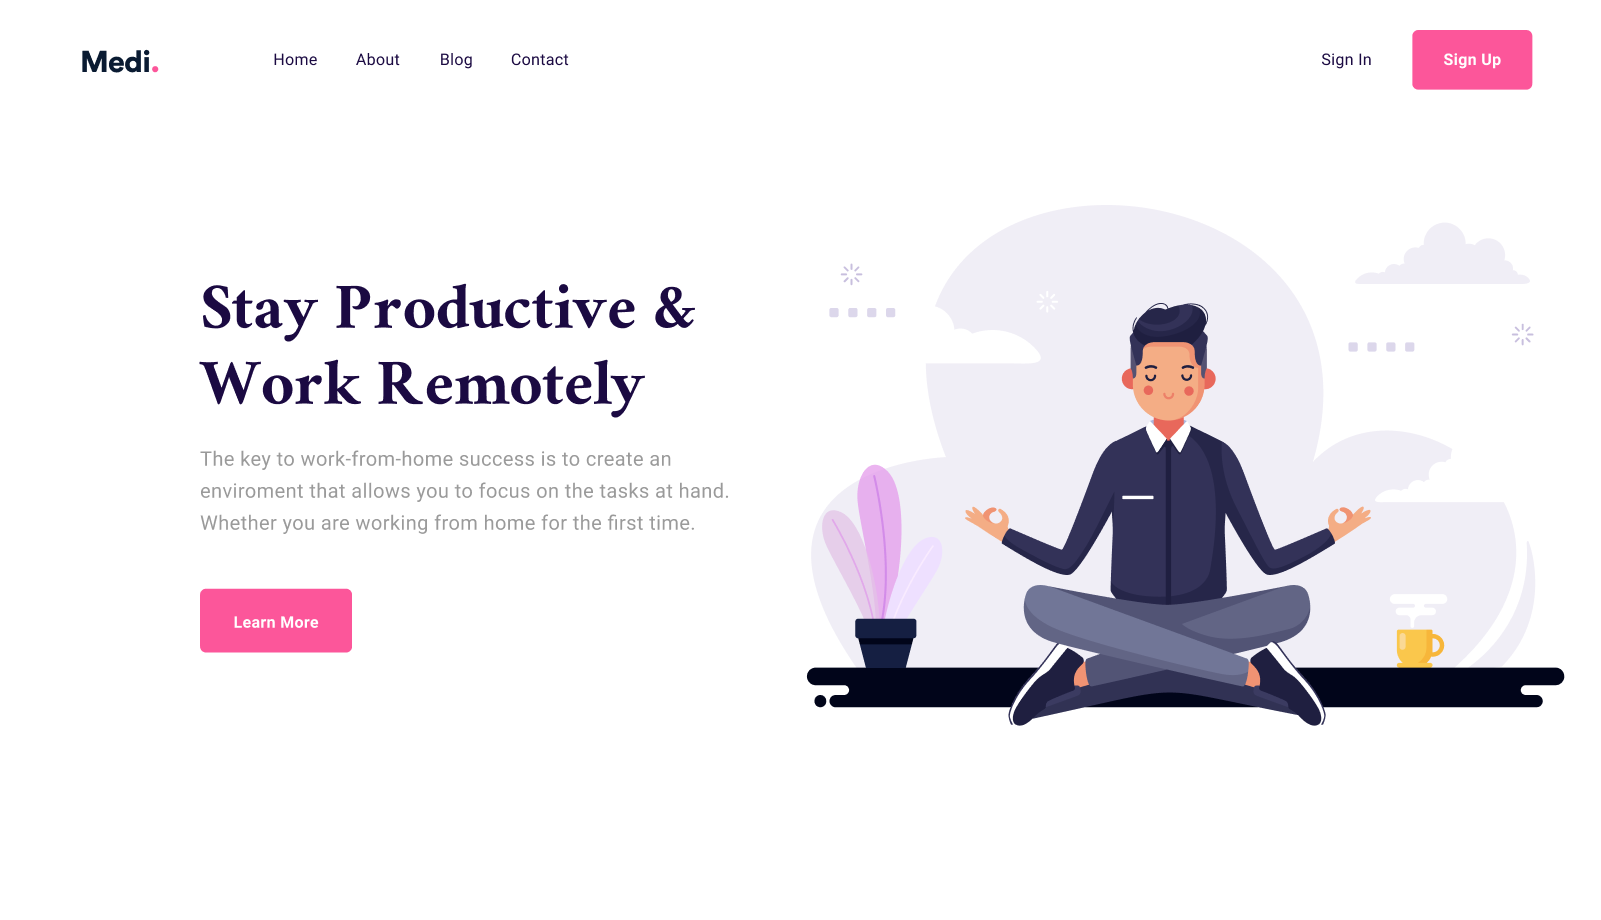 Medi.
Home About Blog Contact
Sign In
Sign Up
Stay Productive &
Work Remotely
The key to work-from-home success is to create an
enviroment that allows you to focus on the tasks at hand.
Whether you are working from home for the first time.
Learn More